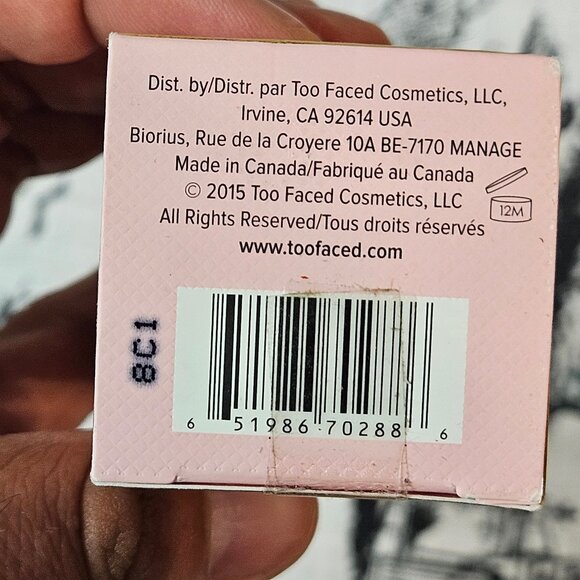 Dist. by/Distr. par Too Faced Cosmetics, LLC,
Irvine, CA 92614 USA
Biorius, Rue de la Croyere 10A BE-7170 MANAGE
Made in Canada/Fabriqué au Canada
© 2015 Too Faced Cosmetics, LLC
12M
All Rights Reserved/Tous droits réservés
www.toofaced.com
8C1
6 51986 70288 6